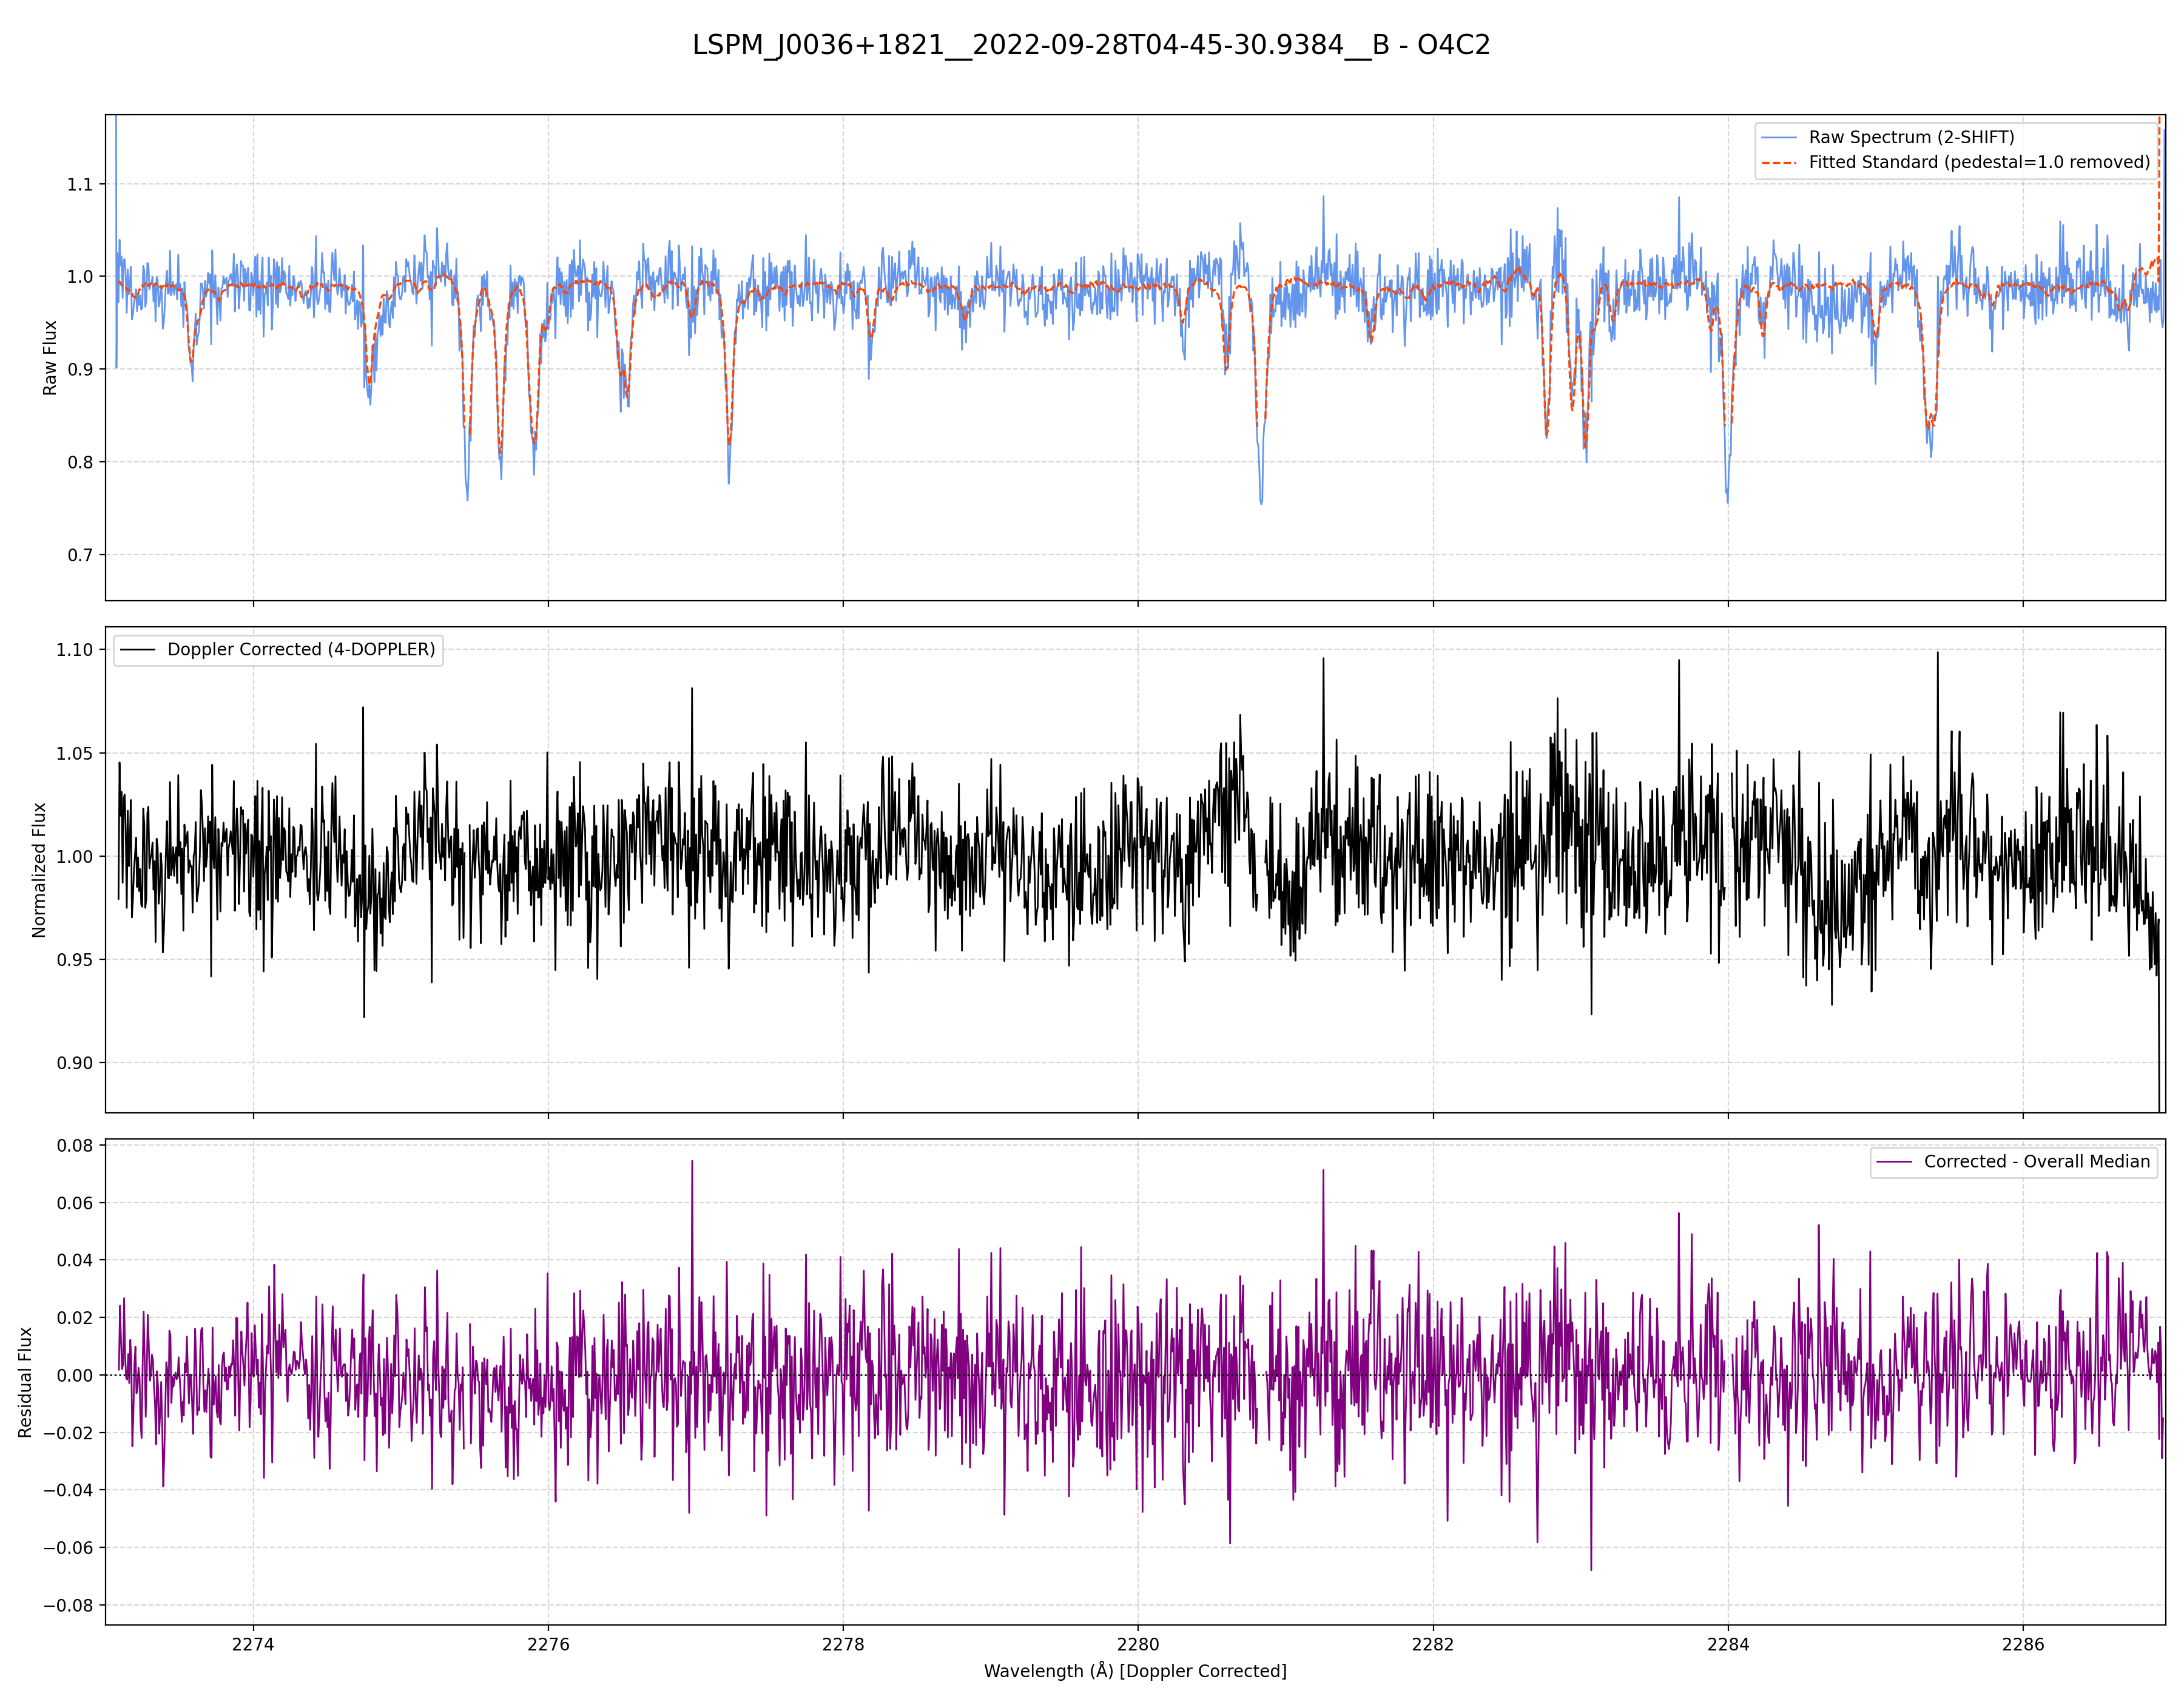 LSPM_J0036+1821__2022-09-28T04-45-30.9384__B - O4C2
Raw Spectrum (2-SHIFT)
Fitted Standard (pedestal=1.0 removed)
Raw Flux
1.1
1.0
0.9
0.8
0.7
Doppler Corrected (4-DOPPLER)
Normalized Flux
1.10
1.05
1.00
0.95
0.90
Corrected - Overall Median
Residual Flux
0.08
0.06
0.04
0.02
0.00
−0.02
−0.04
−0.06
−0.08
2274 2276 2278 2280 2282 2284 2286
Wavelength (Å) [Doppler Corrected]